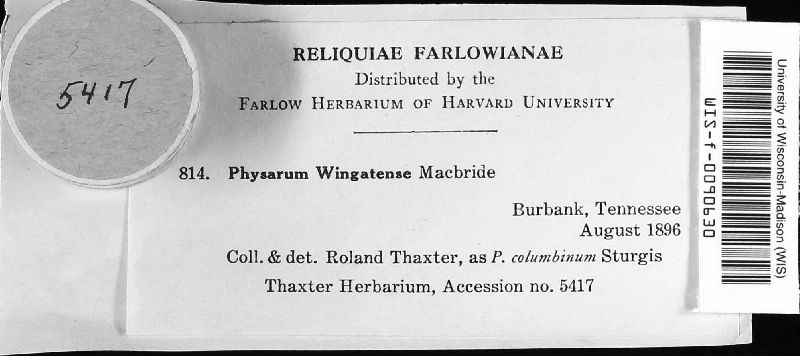 5417
RELIQUIAE FARLOWIANAE
Distributed by the
FARLOW HERBARIUM OF HARVARD UNIVERSITY
814. Physarum Wingatense Macbride
Burbank, Tennessee
August 1896
Coll. & det. Roland Thaxter, as P. columbinum Sturgis
Thaxter Herbarium, Accession no. 5417
WIS-f-0090930
University of Wisconsin-Madison (WIS)